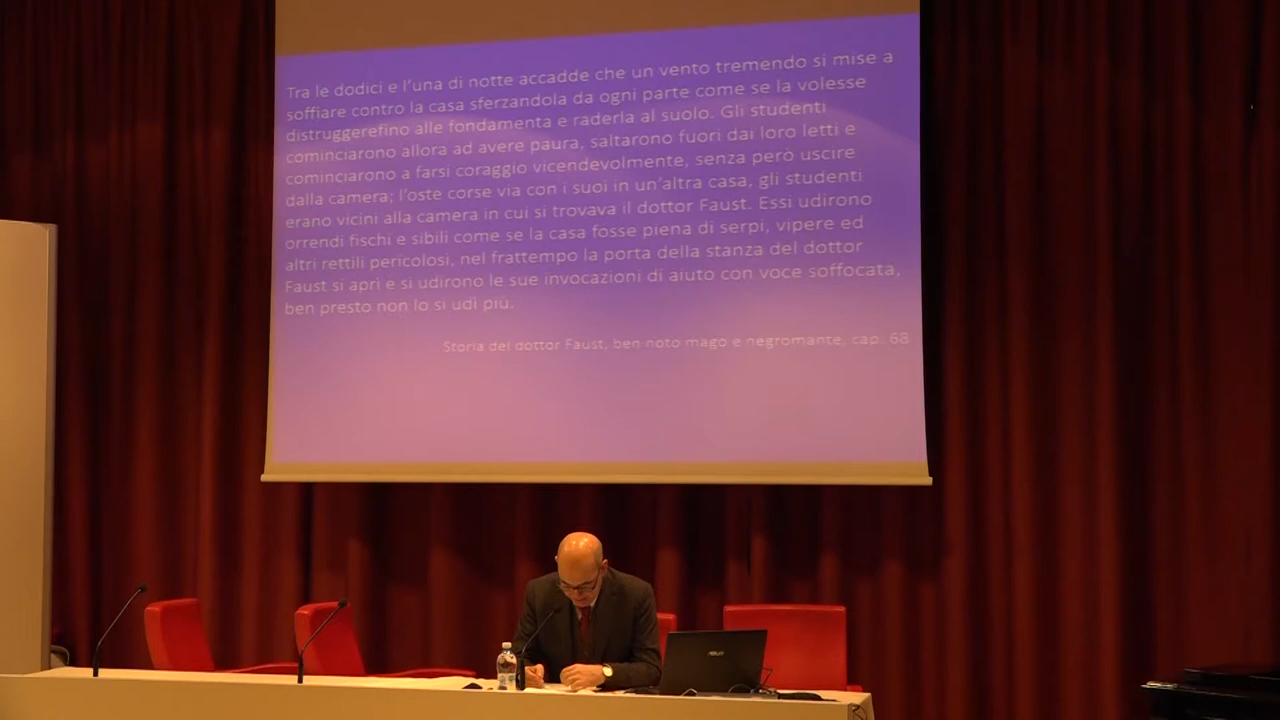 Tra le dodici e l'una di notte accadde che un vento tremendo si mise a
soffiare contro la casa sferzandola da ogni parte come se la volesse
distruggerefino alle fondamenta e raderla al suolo. Gli studenti
cominciarono allora ad avere paura, saltarono fuori dai loro letti e
cominciarono a farsi coraggio vicendevolmente, senza però uscire
dalla camera; l'oste corse via con i suoi in un'altra casa, gli studenti
erano vicini alla camera in cui si trovava il dottor Faust. Essi udirono
orrendi fischi e sibili come se la casa fosse piena di serpi, vipere ed
altri rettili pericolosi, nel frattempo la porta della stanza del dottor
Faust si aprì e si udirono le sue invocazioni di aiuto con voce soffocata,
ben presto non lo si udì più.
Storia del dottor Faust, ben noto mago e negromante, cap. 68
ASUS